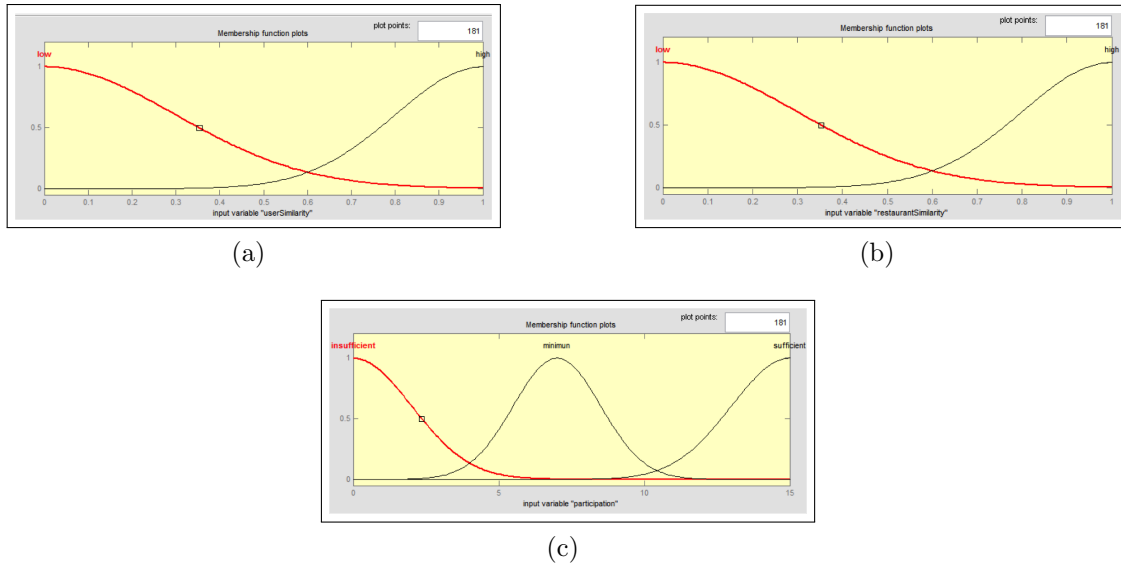 Membership function plots
plot points:
181
low
high
1
0.5
0
0 0.1 0.2 0.3 0.4 0.5 0.6 0.7 0.8 0.9 1
input variable "userSimilarity"
(a)
Membership function plots
plot points:
181
low
high
1
0.5
0
0 0.1 0.2 0.3 0.4 0.5 0.6 0.7 0.8 0.9 1
input variable "restaurantSimilarity"
(b)
Membership function plots
plot points:
181
insufficient
minimun
sufficient
1
0.5
0
0 5 10 15
input variable "participation"
(c)